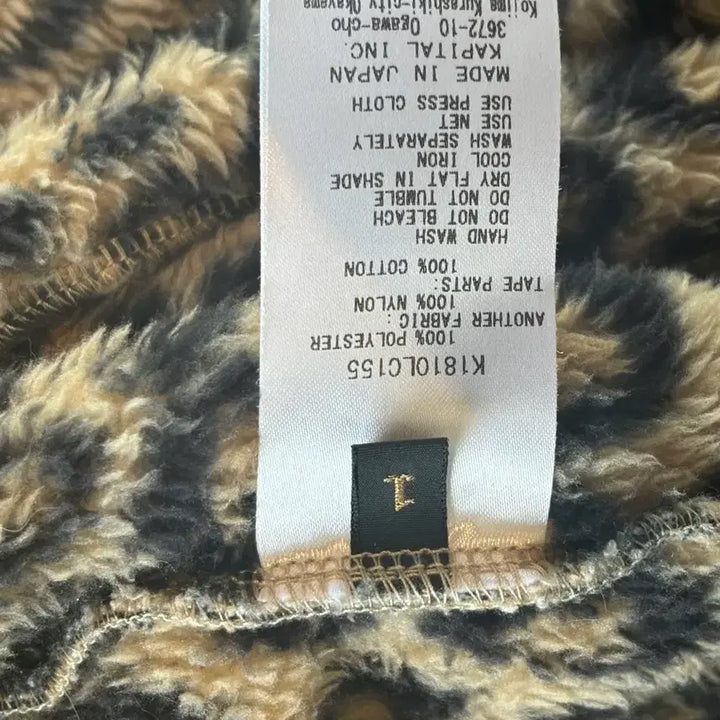 K1810LC155
100% POLYESTER
ANOTHER FABRIC:
100% NYLON
TAPE PARTS:
100% COTTON
HAND WASH
DO NOT BLEACH
DO NOT TUMBLE
DRY FLAT IN SHADE
COOL IRON
WASH SEPARATELY
USE NET
USE PRESS CLOTH
MADE IN JAPAN
KAPITAL INC.
3672-10 Ogawa-cho
Kojima Kurashiki-city Okayama
1